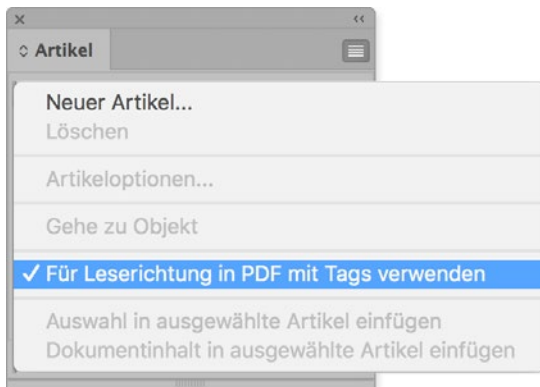 Artikel
Neuer Artikel...
Löschen
Artikeloptionen...
Gehe zu Objekt
✓ Für Leserichtung in PDF mit Tags verwenden
Auswahl in ausgewählte Artikel einfügen
Dokumentinhalt in ausgewählte Artikel einfügen